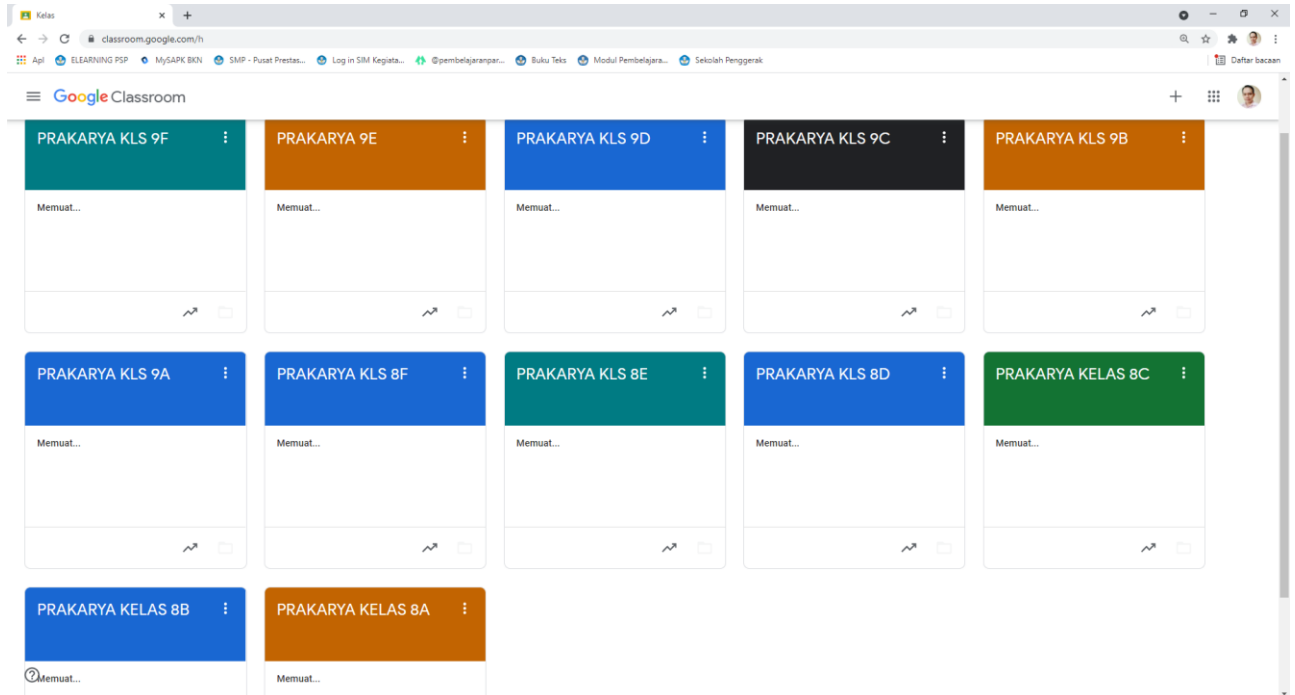 Kelas
classroom.google.com/h
Apl ELEARNING PSP MySAPK BKN SMP - Pusat Prestas... Log in SIM Kegiata... @pembelajaranpar... Buku Teks Modul Pembelajara... Sekolah Penggerak Daftar bacaan
Google Classroom
PRAKARYA KLS 9F PRAKARYA 9E PRAKARYA KLS 9D PRAKARYA KLS 9C PRAKARYA KLS 9B
Memuat... Memuat... Memuat... Memuat... Memuat...
PRAKARYA KLS 9A PRAKARYA KLS 8F PRAKARYA KLS 8E PRAKARYA KLS 8D PRAKARYA KELAS 8C
Memuat... Memuat... Memuat... Memuat... Memuat...
PRAKARYA KELAS 8B PRAKARYA KELAS 8A
Memuat... Memuat...